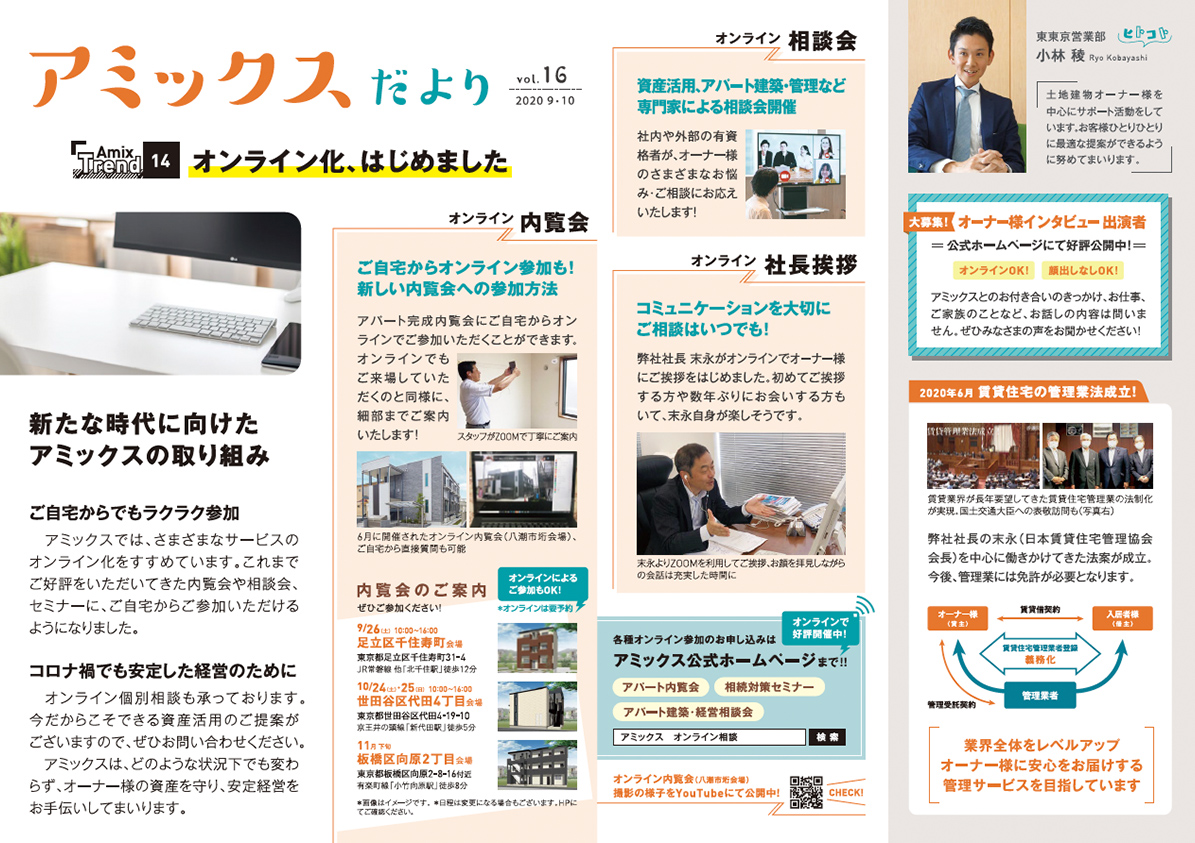 アミックスだより
vol.16
2020 9・10
Amix Trend 14
オンライン化、はじめました
新たな時代に向けた
アミックスの取り組み
ご自宅からでもラクラク参加
アミックスでは、さまざまなサービスの
オンライン化をすすめています。これまで
ご好評をいただいてきた内覧会や相談会、
セミナーに、ご自宅からご参加いただける
ようになりました。
コロナ禍でも安定した経営のために
オンライン個別相談も承っております。
今だからこそできる資産活用のご提案が
ございますので、ぜひお問い合わせください。
アミックスは、どのような状況下でも変わ
らず、オーナー様の資産を守り、安定経営を
お手伝いしてまいります。
オンライン 内覧会
ご自宅からオンライン参加も!
新しい内覧会への参加方法
アパート完成内覧会にご自宅からオン
ラインでご参加いただくことができます。
オンラインでも
ご来場していた
だくのと同様に、
細部までご案内
いたします!
スタッフがZOOMで丁寧にご案内
6月に開催されたオンライン内覧会(八潮市垳会場)、
ご自宅から直接質問も可能
内覧会のご案内
ぜひご参加ください!
オンラインによる
ご参加もOK!
*オンラインは要予約
9/26(土) 10:00〜16:00
足立区千住寿町会場
東京都足立区千住寿町31-4
JR常磐線 他「北千住駅」徒歩12分
10/24(土)・25(日) 10:00〜16:00
世田谷区代田4丁目会場
東京都世田谷区代田4-19-10
京王井の頭線「新代田駅」徒歩5分
11月下旬
板橋区向原2丁目会場
東京都板橋区向原2-8-16付近
有楽町線「小竹向原駅」徒歩8分
*画像はイメージです。 *日程は変更になる場合もございます。HPに
てご確認ください。
オンライン 相談会
資産活用、アパート建築・管理など
専門家による相談会開催
社内や外部の有資
格者が、オーナー様
のさまざまなお悩
み・ご相談にお応え
いたします!
オンライン 社長挨拶
コミュニケーションを大切に
ご相談はいつでも!
弊社社長 末永がオンラインでオーナー様
にご挨拶をはじめました。初めてご挨拶
する方や数年ぶりにお会いする方も
いて、末永自身が楽しそうです。
末永よりZOOMを利用してご挨拶、お顔を拝見しながら
の会話は充実した時間に
オンラインで
好評開催中!
各種オンライン参加のお申し込みは
アミックス公式ホームページまで!!
アパート内覧会
相続対策セミナー
アパート建築・経営相談会
アミックス オンライン相談
検索
オンライン内覧会(八潮市垳会場)
撮影の様子をYouTubeにて公開中!
CHECK!
東東京営業部
ヒトコト
小林 稜 Ryo Kobayashi
土地建物オーナー様を
中心にサポート活動をして
います。お客様ひとりひとり
に最適な提案ができるよう
に努めてまいります。
大募集! オーナー様インタビュー 出演者
公式ホームページにて好評公開中!
オンラインOK!
顔出しなしOK!
アミックスとのお付き合いのきっかけ、お仕事、
ご家族のことなど、お話しの内容は問いま
せん。ぜひみなさまの声をお聞かせください!
2020年6月 賃貸住宅の管理業法成立!
賃貸管理業法成立
賃貸業界が長年要望してきた賃貸住宅管理業の法制化
が実現。国土交通大臣への表敬訪問も(写真右)
弊社社長の末永(日本賃貸住宅管理協会
会長)を中心に働きかけてきた法案が成立。
今後、管理業には免許が必要となります。
オーナー様
(貸主)
賃貸借契約
入居者様
(借主)
賃貸住宅管理業者登録
義務化
管理受託契約
管理業者
業界全体をレベルアップ
オーナー様に安心をお届けする
管理サービスを目指しています